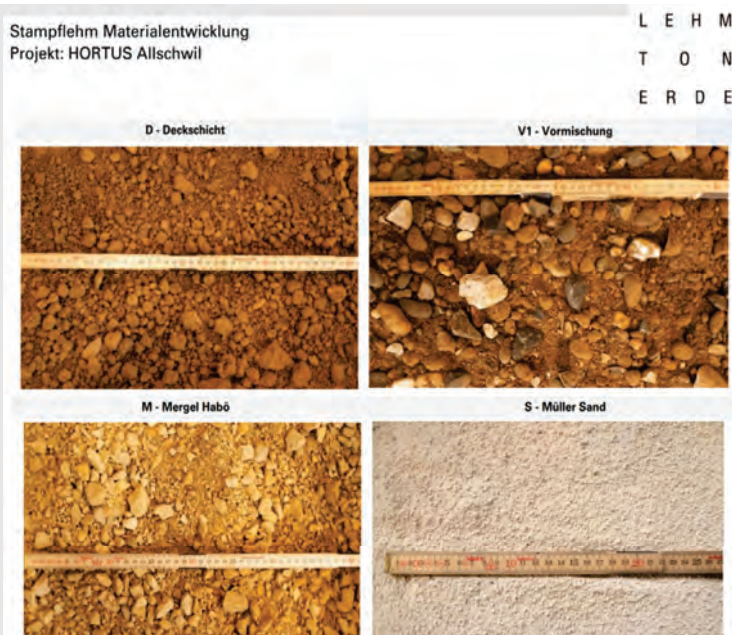 Stampflehm Materialentwicklung
Projekt: HORTUS Allschwil
L E H M
T O N
E R D E
D - Deckschicht
V1 - Vormischung
M - Mergel Habö
S - Müller Sand